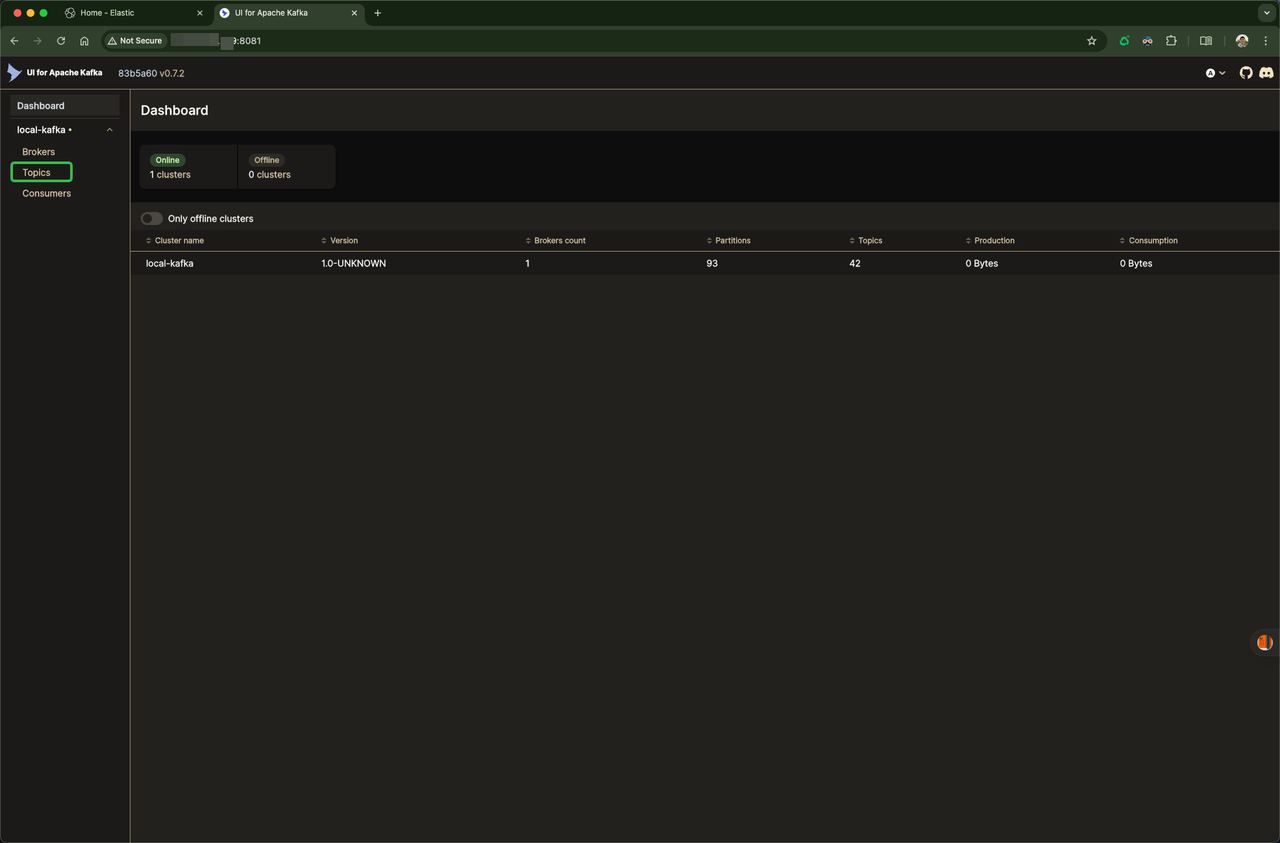 Home - Elastic
UI for Apache Kafka
Not Secure
9:8081
UI for Apache Kafka 83b5a60 v0.7.2
Dashboard
local-kafka
Brokers
Topics
Consumers
Dashboard
Online
1 clusters
Offline
0 clusters
Only offline clusters
Cluster name Version Brokers count Partitions Topics Production Consumption
local-kafka 1.0-UNKNOWN 1 93 42 0 Bytes 0 Bytes